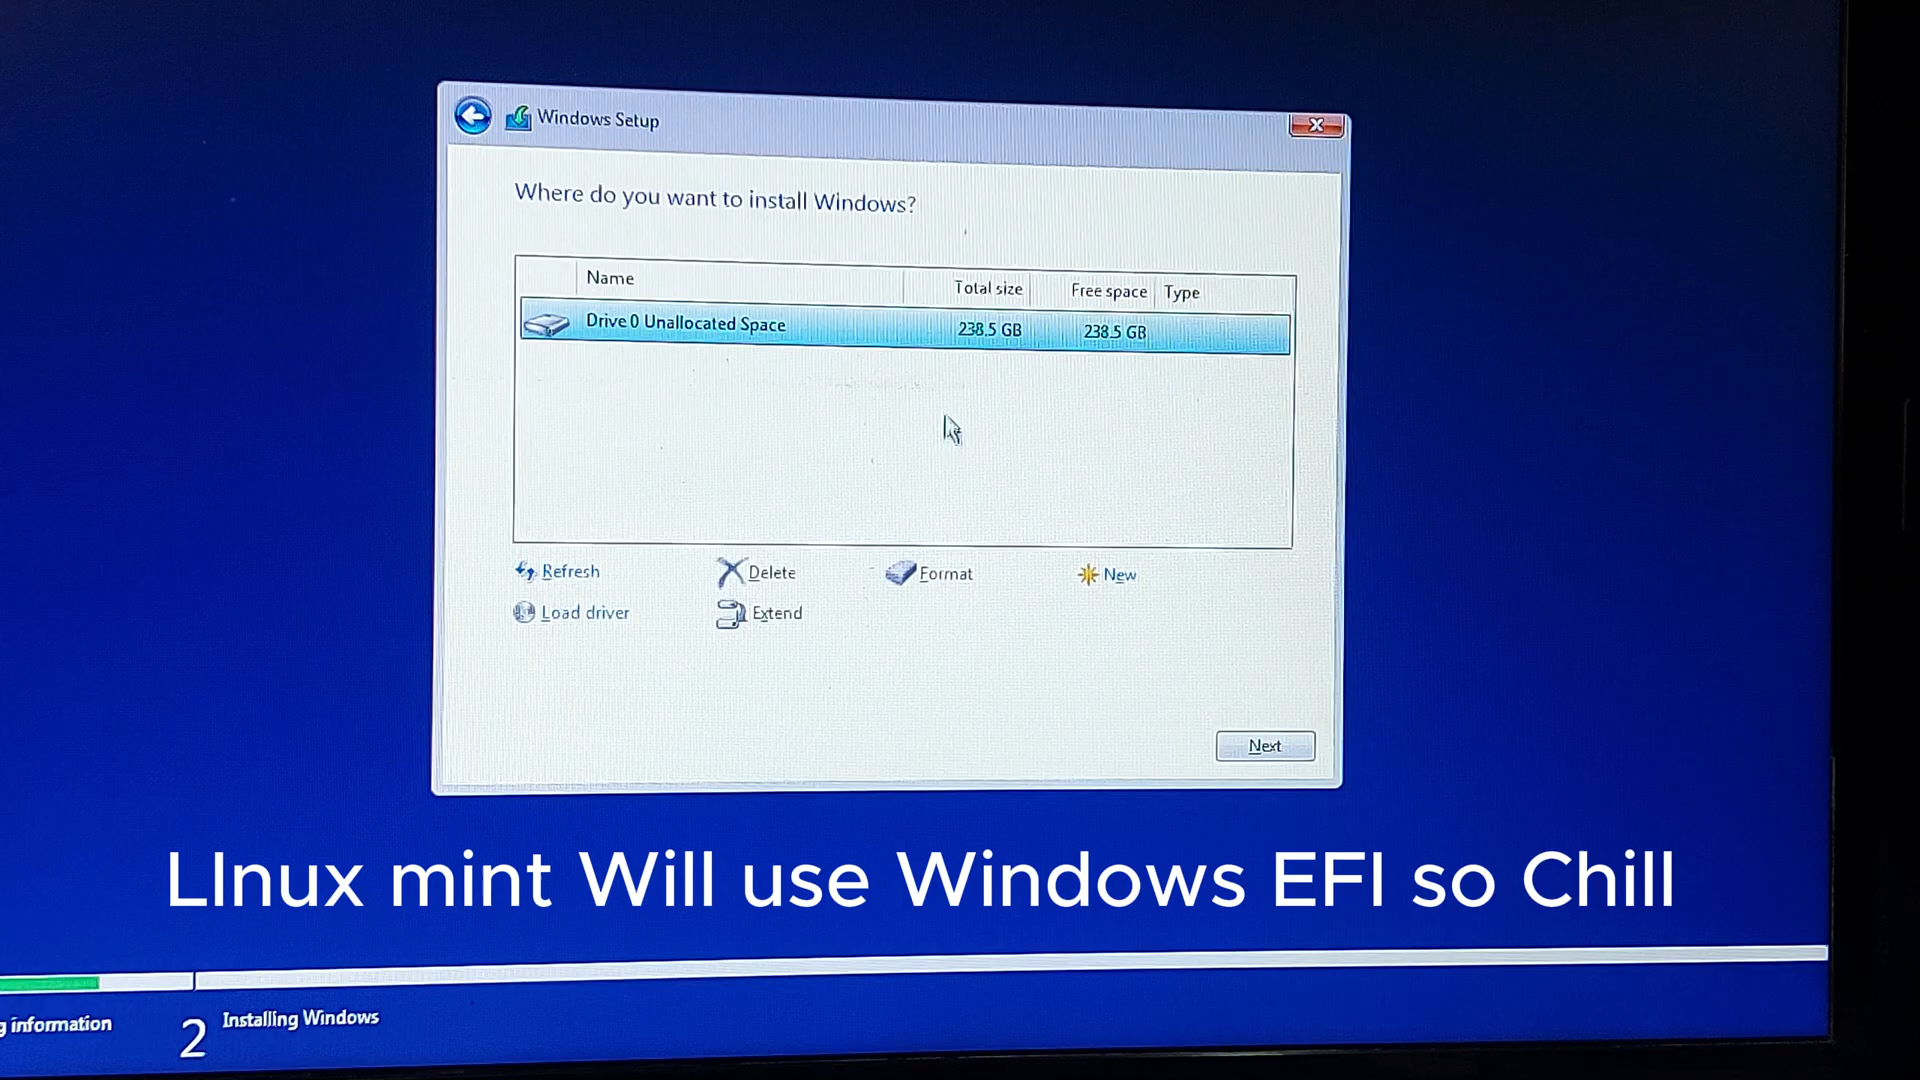 Windows Setup
Where do you want to install Windows?
Name Total size Free space Type
Drive 0 Unallocated Space 238.5 GB 238.5 GB
Refresh Delete Format New
Load driver Extend
Next
LInux mint Will use Windows EFI so Chill
g information 2 Installing Windows